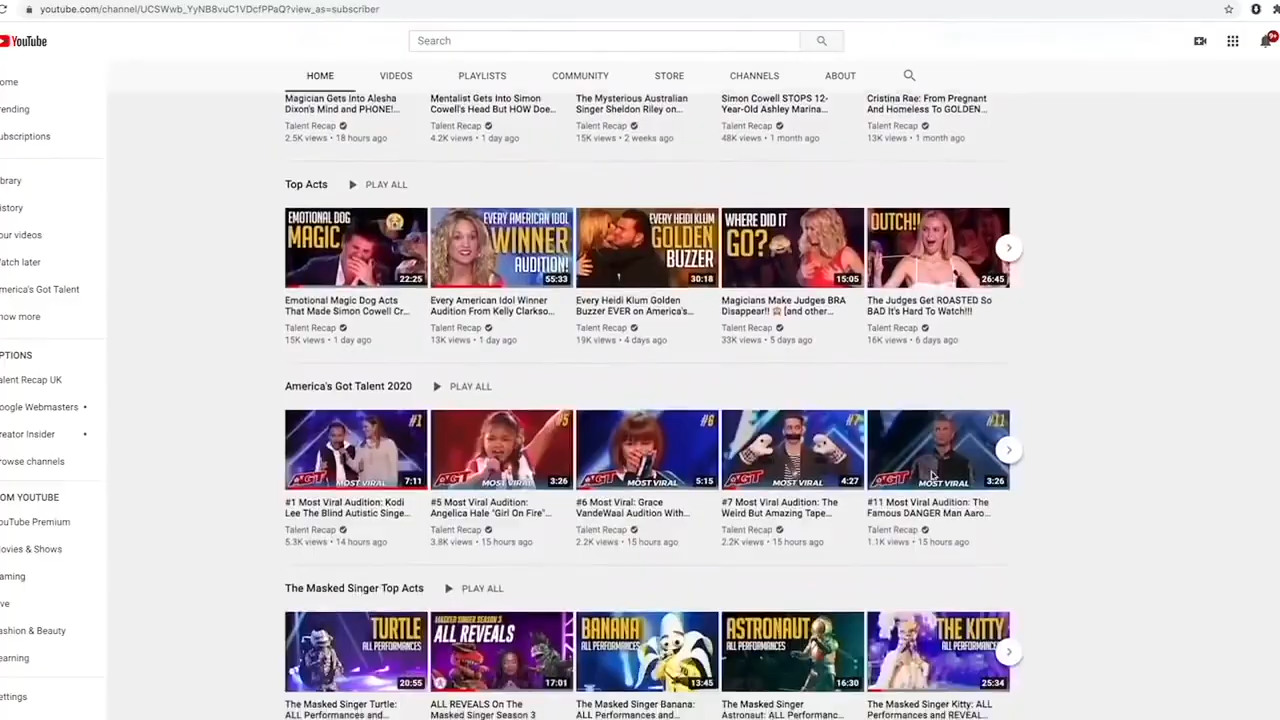 youtube.com/channel/UCSWwb_YyNB8vuC1VDcfPPaQ?view_as=subscriber
YouTube
Search
9+
HOME VIDEOS PLAYLISTS COMMUNITY STORE CHANNELS ABOUT
ome
rending
ubscriptions
ibrary
istory
our videos
atch later
merica's Got Talent
how more
PTIONS
alent Recap UK
oogle Webmasters
reator Insider
rowse channels
OM YOUTUBE
ouTube Premium
ovies & Shows
aming
ve
ashion & Beauty
earning
ettings
Magician Gets Into Alesha
Dixon's Mind and PHONE!...
Talent Recap
2.5K views • 18 hours ago
Mentalist Gets Into Simon
Cowell's Head But HOW Doe...
Talent Recap
4.2K views • 1 day ago
The Mysterious Australian
Singer Sheldon Riley on...
Talent Recap
15K views • 2 weeks ago
Simon Cowell STOPS 12-
Year-Old Ashley Marina...
Talent Recap
48K views • 1 month ago
Cristina Rae: From Pregnant
And Homeless To GOLDEN...
Talent Recap
13K views • 1 month ago
Top Acts PLAY ALL
EMOTIONAL DOG
MAGIC
22:25
Emotional Magic Dog Acts
That Made Simon Cowell Cr...
Talent Recap
15K views • 1 day ago
EVERY AMERICAN IDOL
WINNER
AUDITION!
55:33
Every American Idol Winner
Audition From Kelly Clarkso...
Talent Recap
13K views • 1 day ago
EVERY HEIDI KLUM
GOLDEN
BUZZER
30:18
Every Heidi Klum Golden
Buzzer EVER on America's...
Talent Recap
19K views • 4 days ago
WHERE DID IT
GO?
15:05
Magicians Make Judges BRA
Disappear!! 🙈 [and other...
Talent Recap
33K views • 5 days ago
OUTCH!!
26:45
The Judges Get ROASTED So
BAD It's Hard To Watch!!!
Talent Recap
16K views • 6 days ago
America's Got Talent 2020 PLAY ALL
#1
AGT
MOST VIRAL
7:11
#1 Most Viral Audition: Kodi
Lee The Blind Autistic Singe...
Talent Recap
5.3K views • 14 hours ago
#5
AGT
MOST VIRAL
3:26
#5 Most Viral Audition:
Angelica Hale "Girl On Fire"...
Talent Recap
3.8K views • 15 hours ago
#6
AGT
MOST VIRAL
5:15
#6 Most Viral: Grace
VandeWaal Audition With...
Talent Recap
2.2K views • 15 hours ago
#7
AGT
MOST VIRAL
4:27
#7 Most Viral Audition: The
Weird But Amazing Tape...
Talent Recap
2.2K views • 15 hours ago
#11
AGT
MOST VIRAL
3:26
#11 Most Viral Audition: The
Famous DANGER Man Aaro...
Talent Recap
1.1K views • 15 hours ago
The Masked Singer Top Acts PLAY ALL
TURTLE
ALL PERFORMANCES
20:55
The Masked Singer Turtle:
ALL Performances and
MASKED SINGER SEASON 3
ALL REVEALS
17:01
ALL REVEALS On The
Masked Singer Season 3
BANANA
ALL PERFORMANCES
13:45
The Masked Singer Banana:
ALL Performances and...
ASTRONAUT
ALL PERFORMANCES
16:30
The Masked Singer
Astronaut: ALL Performanc...
THE KITTY
ALL PERFORMANCES
25:34
The Masked Singer Kitty: ALL
Performances and REVEAL...